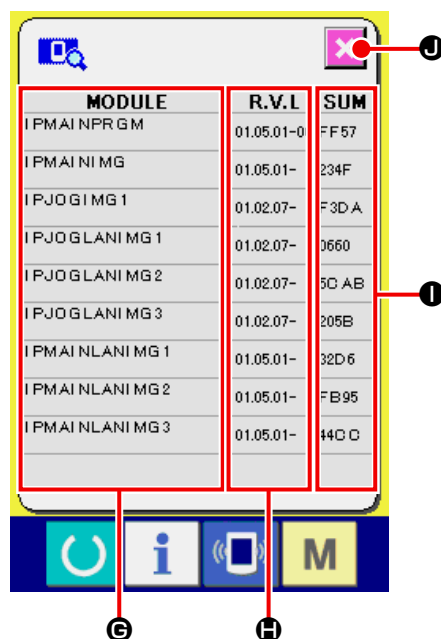 J
MODULE R.V.L SUM
IPMAINPRGM 01.05.01-0 FF57
IPMAINIMG 01.05.01- 234F
IPJOGIMG1 01.02.07- F3DA
IPJOGLANIMG1 01.02.07- 0660
IPJOGLANIMG2 01.02.07- 5CAB
IPJOGLANIMG3 01.02.07- 205B
IPMAINLANIMG1 01.05.01- 32D6
IPMAINLANIMG2 01.05.01- FB95
IPMAINLANIMG3 01.05.01- 44CC
I
i M
G H